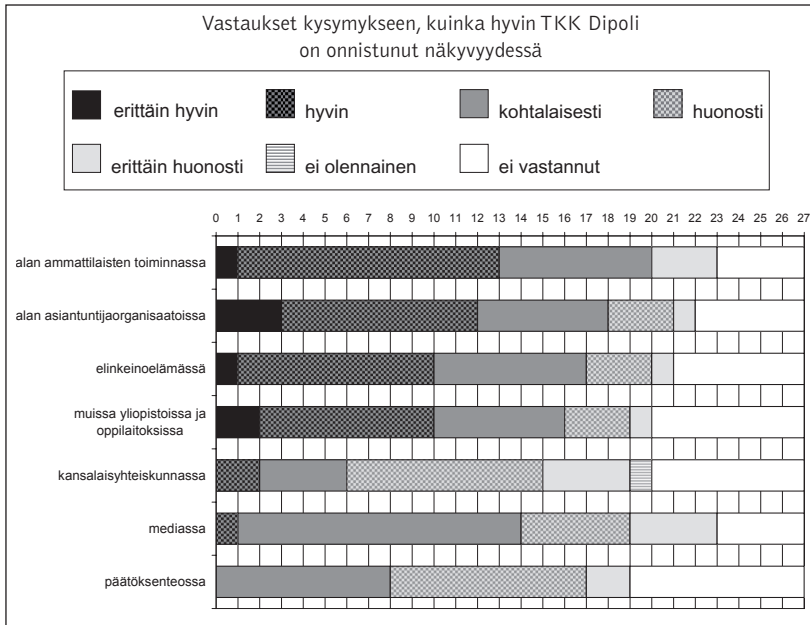 Vastaukset kysymykseen, kuinka hyvin TKK Dipoli
on onnistunut näkyvyydessä
erittäin hyvin
hyvin
kohtalaisesti
huonosti
erittäin huonosti
ei olennainen
ei vastannut
0 1 2 3 4 5 6 7 8 9 10 11 12 13 14 15 16 17 18 19 20 21 22 23 24 25 26 27
alan ammattilaisten toiminnassa
alan asiantuntijaorganisaatoissa
elinkeinoelämässä
muissa yliopistoissa ja
oppilaitoksissa
kansalaisyhteiskunnassa
mediassa
päätöksenteossa